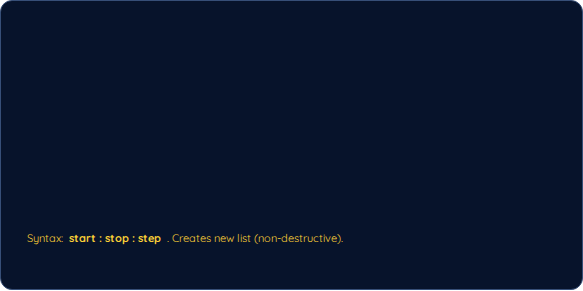 Syntax: start : stop : step . Creates new list (non-destructive).